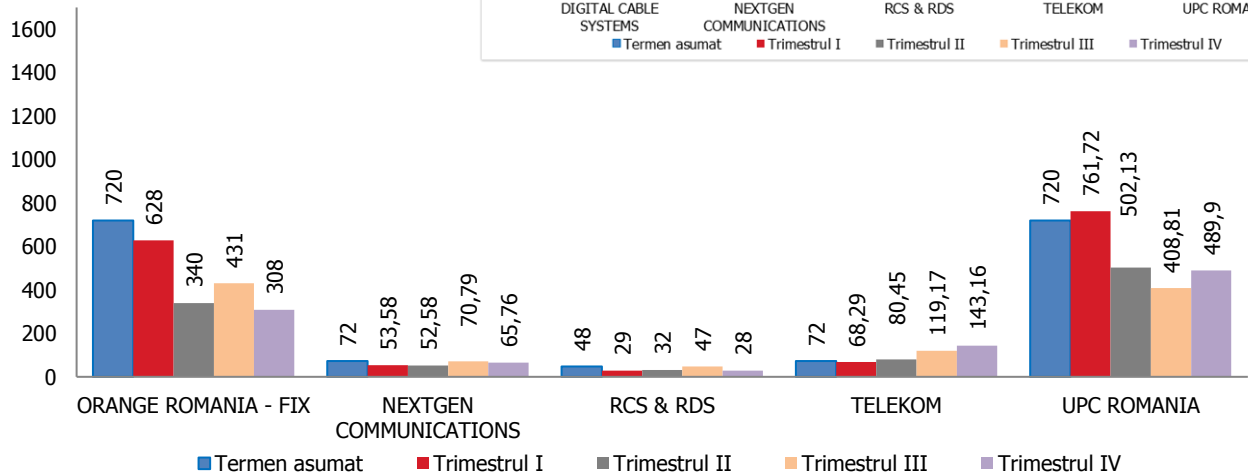 DIGITAL CABLE SYSTEMS NEXTGEN COMMUNICATIONS RCS & RDS TELEKOM UPC ROMA
Termen asumat Trimestrul I Trimestrul II Trimestrul III Trimestrul IV
1600
1400
1200
1000
800
600
400
200
0
720 628 340 431 308
72 53,58 52,58 70,79 65,76
48 29 32 47 28
72 68,29 80,45 119,17 143,16
720 761,72 502,13 408,81 489,9
ORANGE ROMANIA - FIX
NEXTGEN
COMMUNICATIONS
RCS & RDS
TELEKOM
UPC ROMANIA
Termen asumat Trimestrul I Trimestrul II Trimestrul III Trimestrul IV